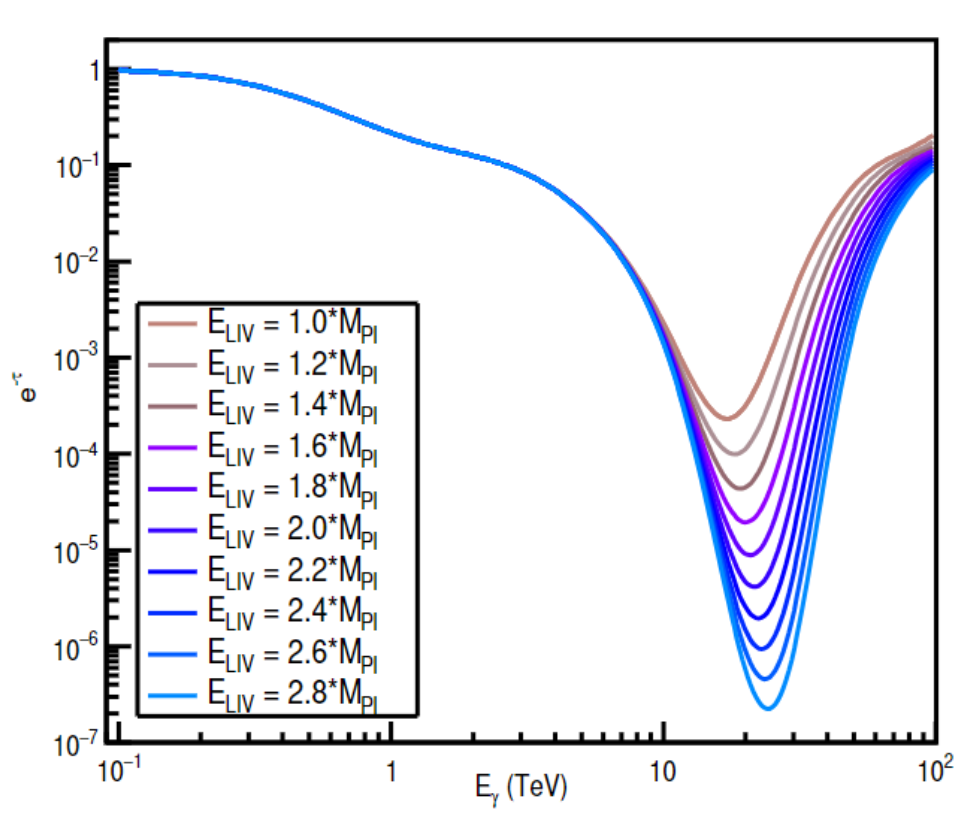 1
10⁻¹
10⁻²
10⁻³
10⁻⁴
10⁻⁵
10⁻⁶
10⁻⁷
e^-τ
E_LIV = 1.0*M_Pl
E_LIV = 1.2*M_Pl
E_LIV = 1.4*M_Pl
E_LIV = 1.6*M_Pl
E_LIV = 1.8*M_Pl
E_LIV = 2.0*M_Pl
E_LIV = 2.2*M_Pl
E_LIV = 2.4*M_Pl
E_LIV = 2.6*M_Pl
E_LIV = 2.8*M_Pl
10⁻¹ 1 10 10²
E_γ (TeV)